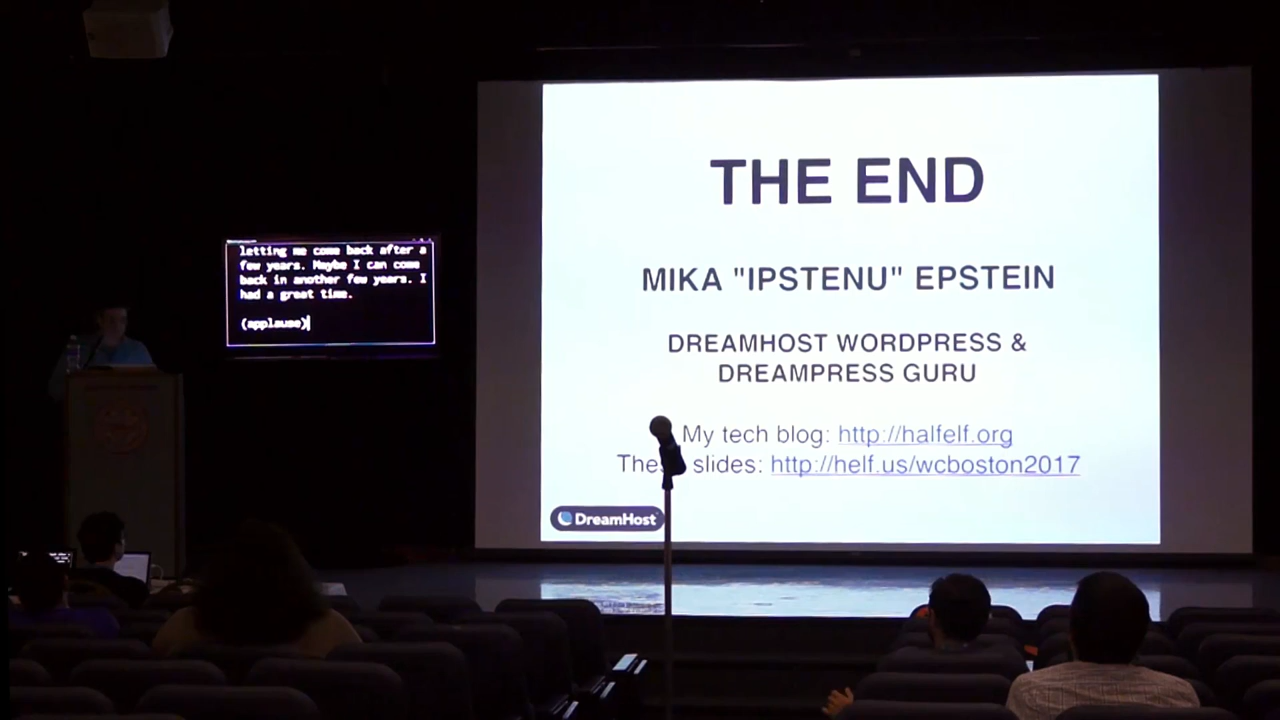 letting me come back after a
few years. Maybe I can come
back in another few years. I
had a great time.
(applause)
THE END
MIKA "IPSTENU" EPSTEIN
DREAMHOST WORDPRESS &
DREAMPRESS GURU
My tech blog: http://halfelf.org
The slides: http://helf.us/wcboston2017
DreamHost